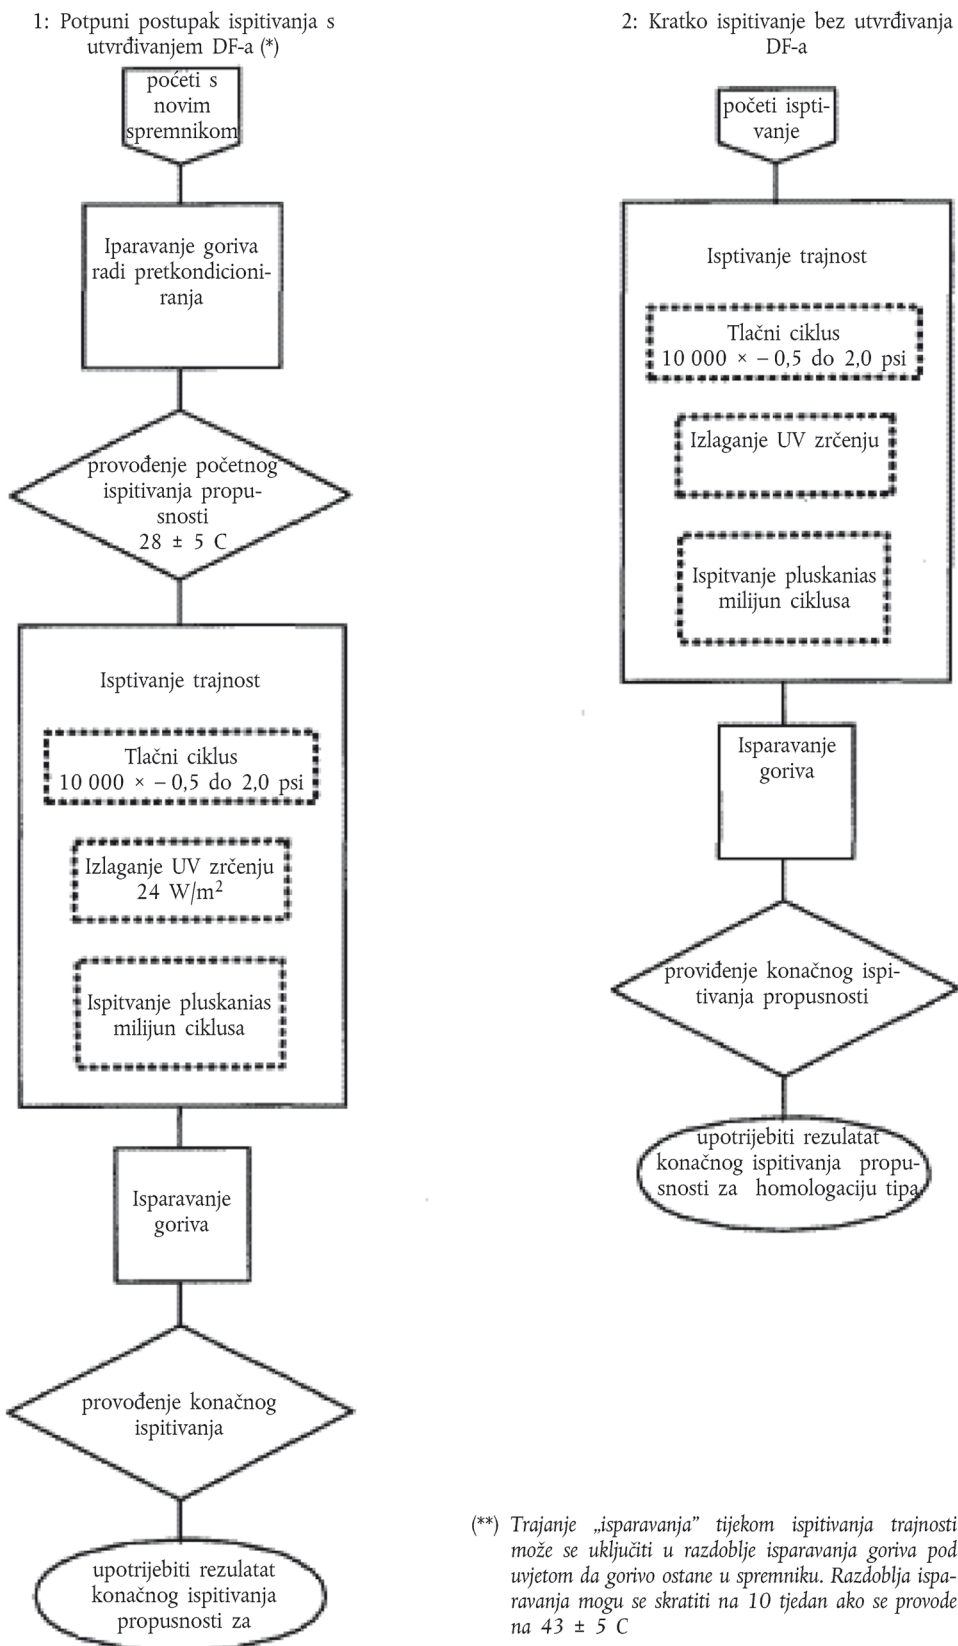 1: Potpuni postupak ispitivanja s
utvrđivanjem DF-a (*)
poćeti s
novim
spremnikom
Iparavanje goriva
radi pretkondicioni-
ranja
provođenje početnog
ispitivanja propu-
snosti
28 ± 5 C
Isptivanje trajnost
Tlačni ciklus
10 000 × – 0,5 do 2,0 psi
Izlaganje UV zrčenju
24 W/m²
Ispitvanje pluskanias
milijun ciklusa
Isparavanje
goriva
provođenje konačnog
ispitivanja
upotrijebiti rezulatat
konačnog ispitivanja
propusnosti za
2: Kratko ispitivanje bez utvrđivanja
DF-a
početi ispti-
vanje
Isptivanje trajnost
Tlačni ciklus
10 000 × – 0,5 do 2,0 psi
Izlaganje UV zrčenju
Ispitvanje pluskanias
milijun ciklusa
Isparavanje
goriva
proviđenje konačnog ispi-
tivanja propusnosti
upotrijebiti rezulatat
konačnog ispitivanja propu-
snosti za homologaciju tipa
(**) Trajanje „isparavanja” tijekom ispitivanja trajnosti
može se uključiti u razdoblje isparavanja goriva pod
uvjetom da gorivo ostane u spremniku. Razdoblja ispa-
ravanja mogu se skratiti na 10 tjedan ako se provode
na 43 ± 5 C